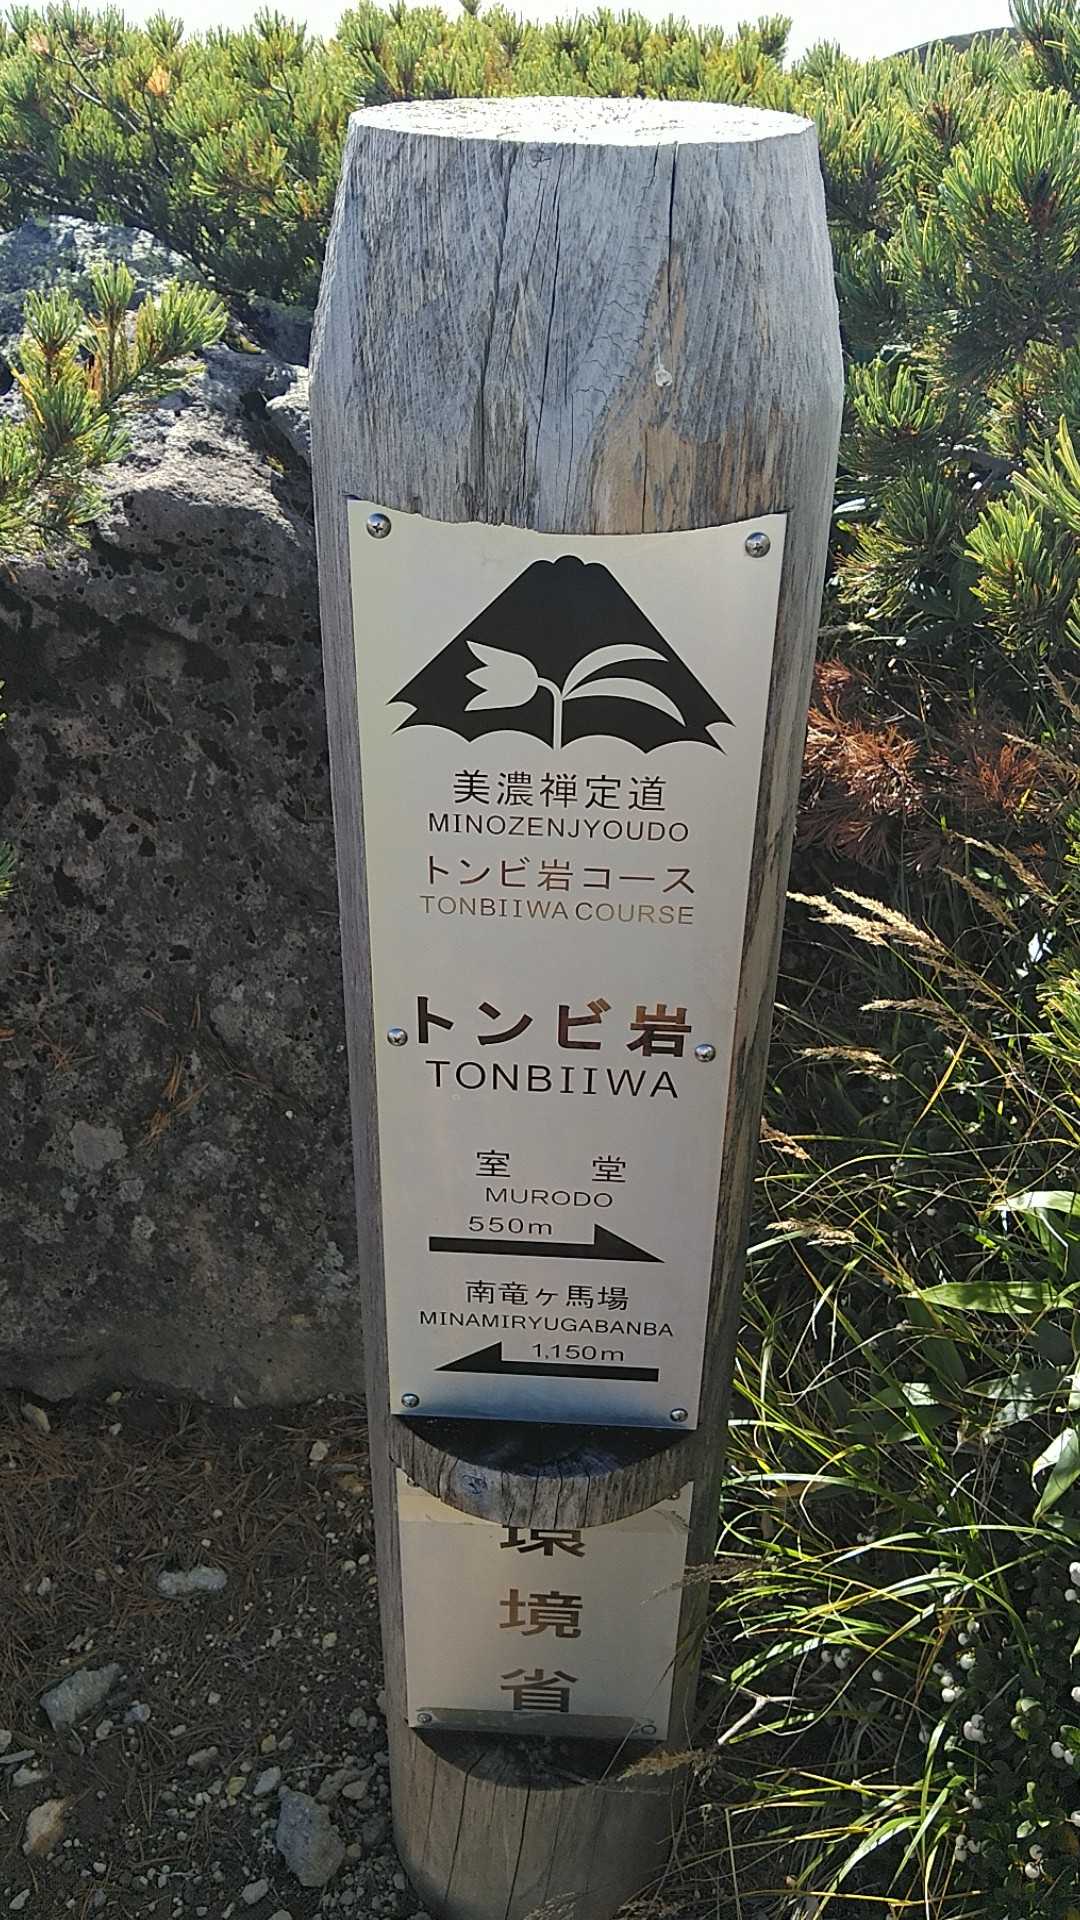 美濃禅定道
MINOZENJYOUDO
トンビ岩コース
TONBIIWA COURSE
トンビ岩
TONBIIWA
室 堂
MURODO
550m
南竜ヶ馬場
MINAMIRYUGABANBA
1,150m
環
境
省